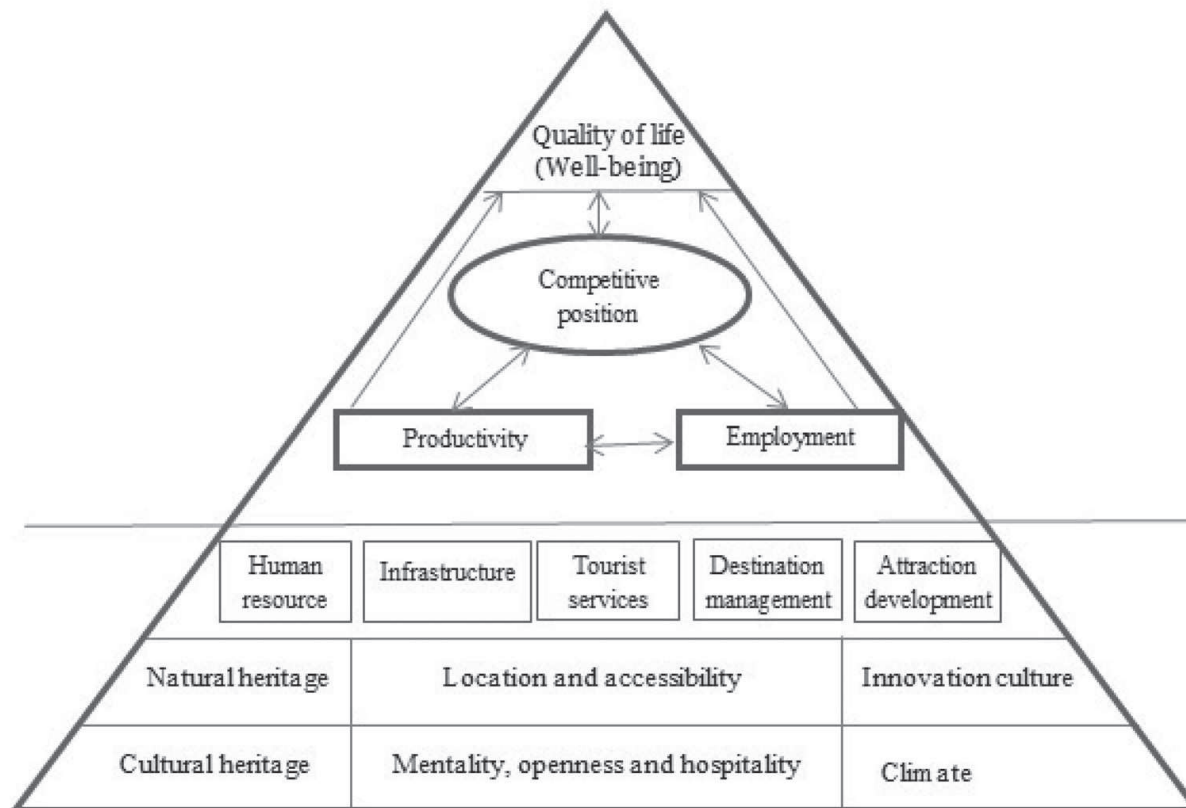 Quality of life
(Well-being)
Competitive
position
Productivity
Employment
Human
resource
Infrastructure
Tourist
services
Destination
management
Attraction
development
Natural heritage
Location and accessibility
Innovation culture
Cultural heritage
Mentality, openness and hospitality
Climate